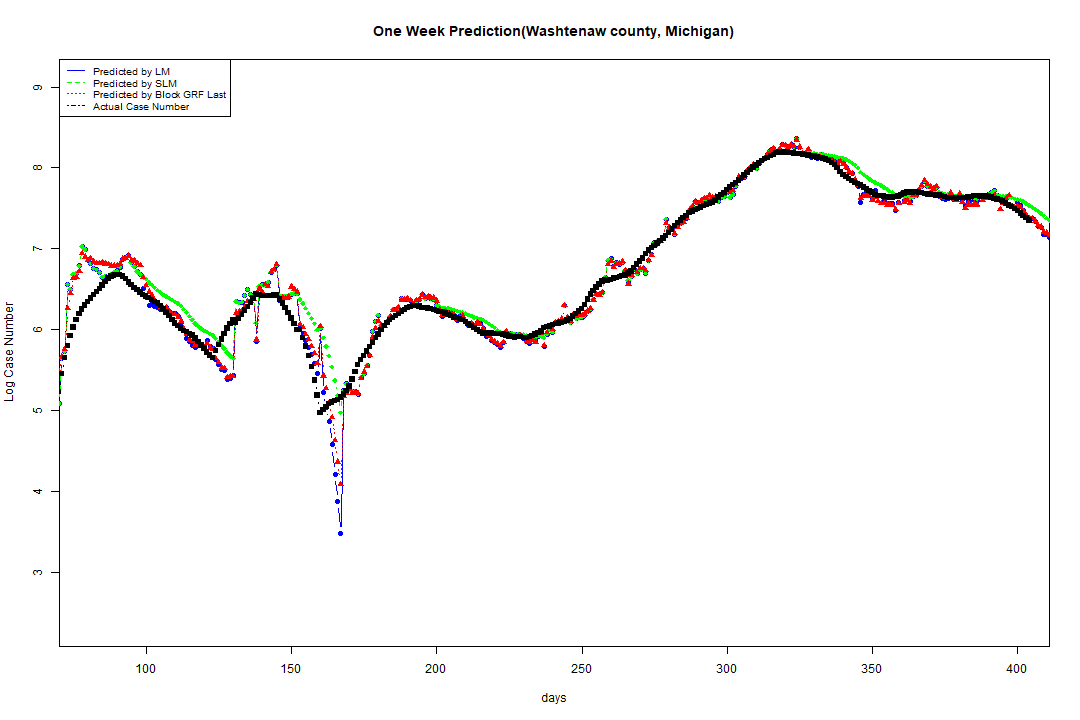 One Week Prediction(Washtenaw county, Michigan)
Predicted by LM
Predicted by SLM
Predicted by Block GRF Last
Actual Case Number
Log Case Number
9
8
7
6
5
4
3
100 150 200 250 300 350 400
days